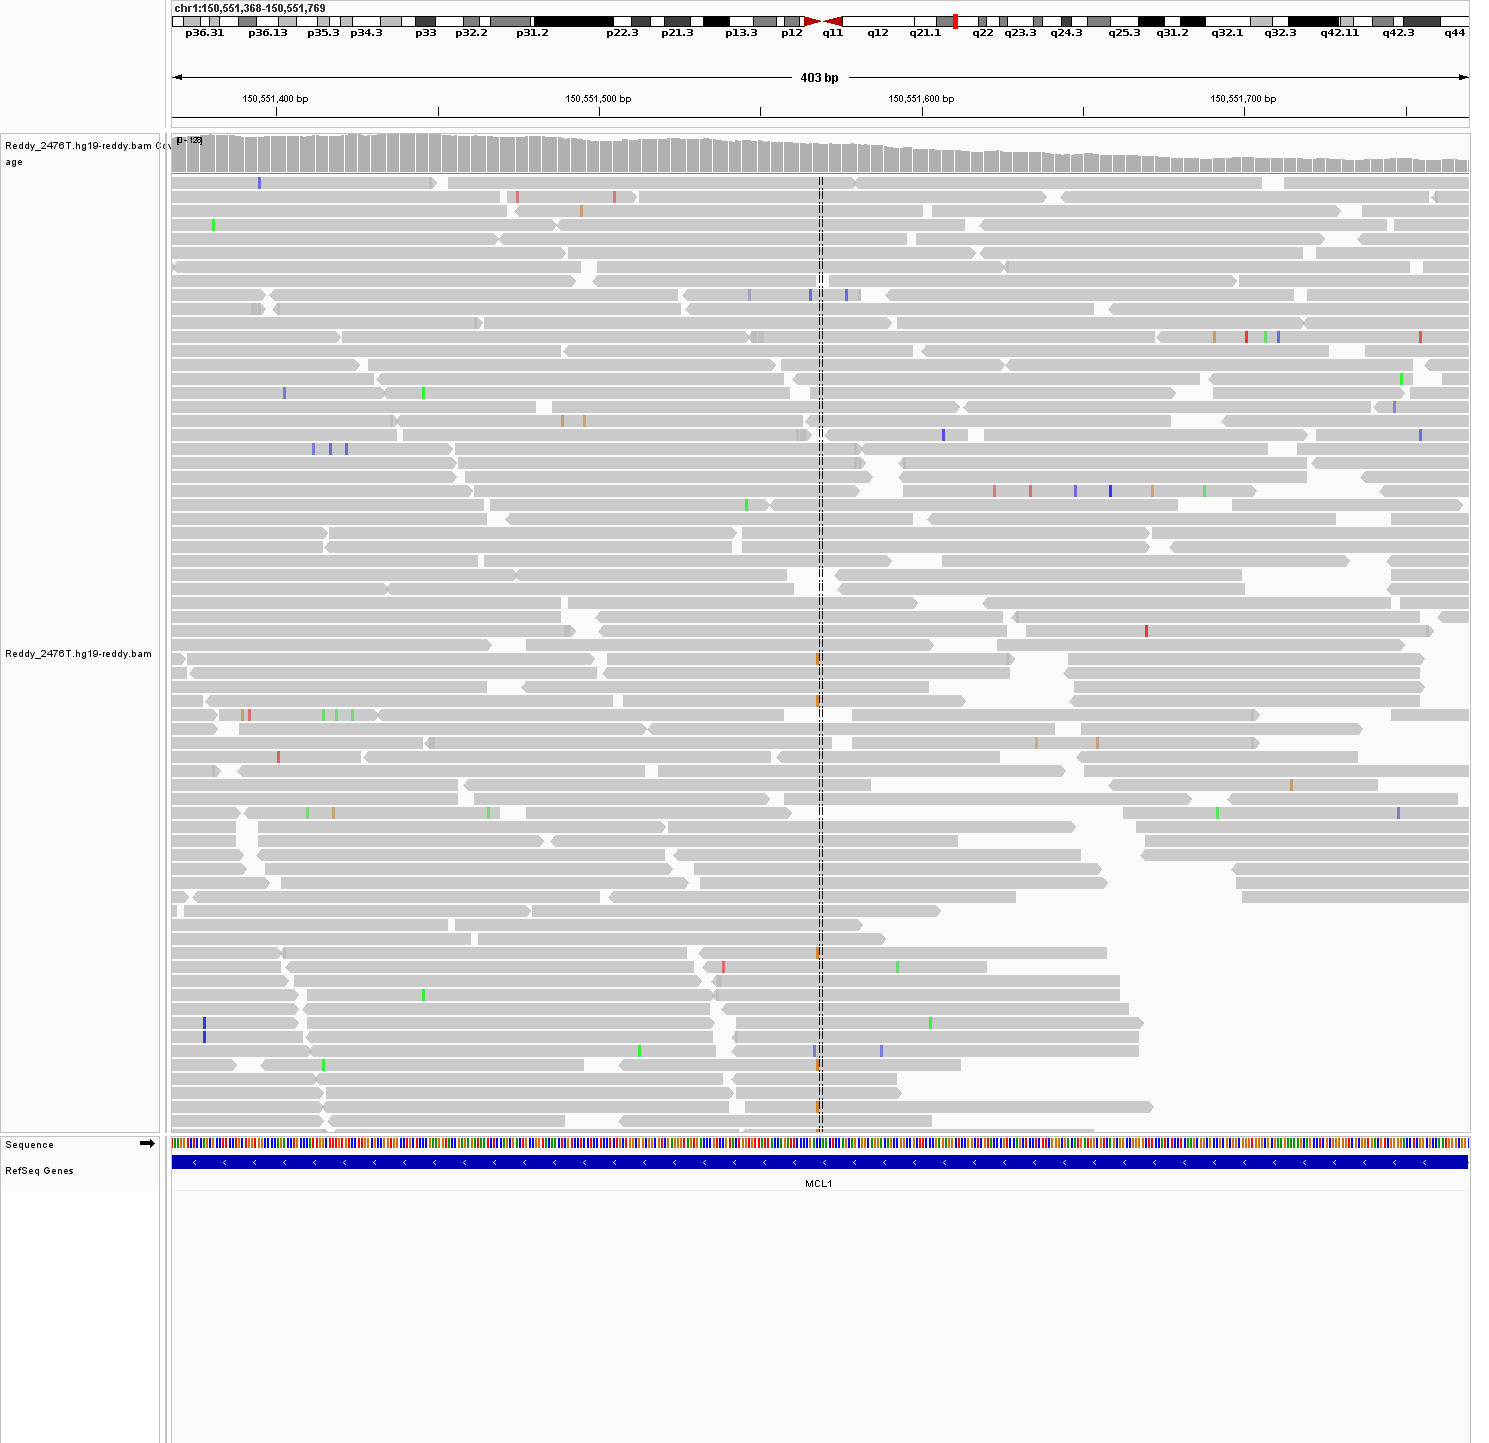 chr1:150,551,368-150,551,769
p36.31 p36.13 p35.3 p34.3 p33 p32.2 p31.2 p22.3 p21.3 p13.3 p12 q11 q12 q21.1 q22 q23.3 q24.3 q25.3 q31.2 q32.1 q32.3 q42.11 q42.3 q44
403 bp
150,551,400 bp 150,551,500 bp 150,551,600 bp 150,551,700 bp
[0 - 128]
Reddy_2476T.hg19-reddy.bam Cov
age
Reddy_2476T.hg19-reddy.bam
Sequence
RefSeq Genes
MCL1